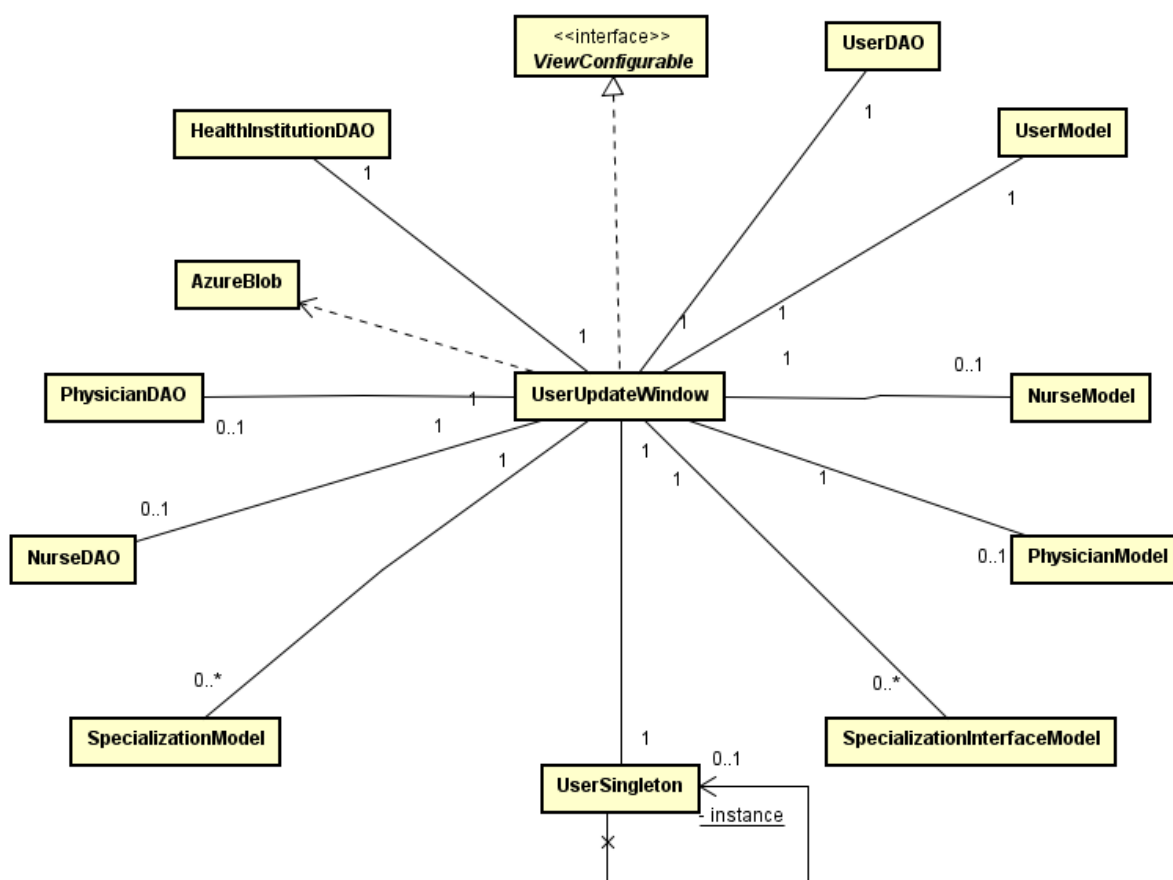 <<interface>>
ViewConfigurable
UserDAO
1
HealthInstitutionDAO
1
UserModel
1
AzureBlob
1
1
1
1
0..1
PhysicianDAO
0..1
1
UserUpdateWindow
NurseModel
1
1
1
1
1
0..1
NurseDAO
0..1
PhysicianModel
0..*
0..*
SpecializationModel
1
SpecializationInterfaceModel
0..1
UserSingleton
- instance